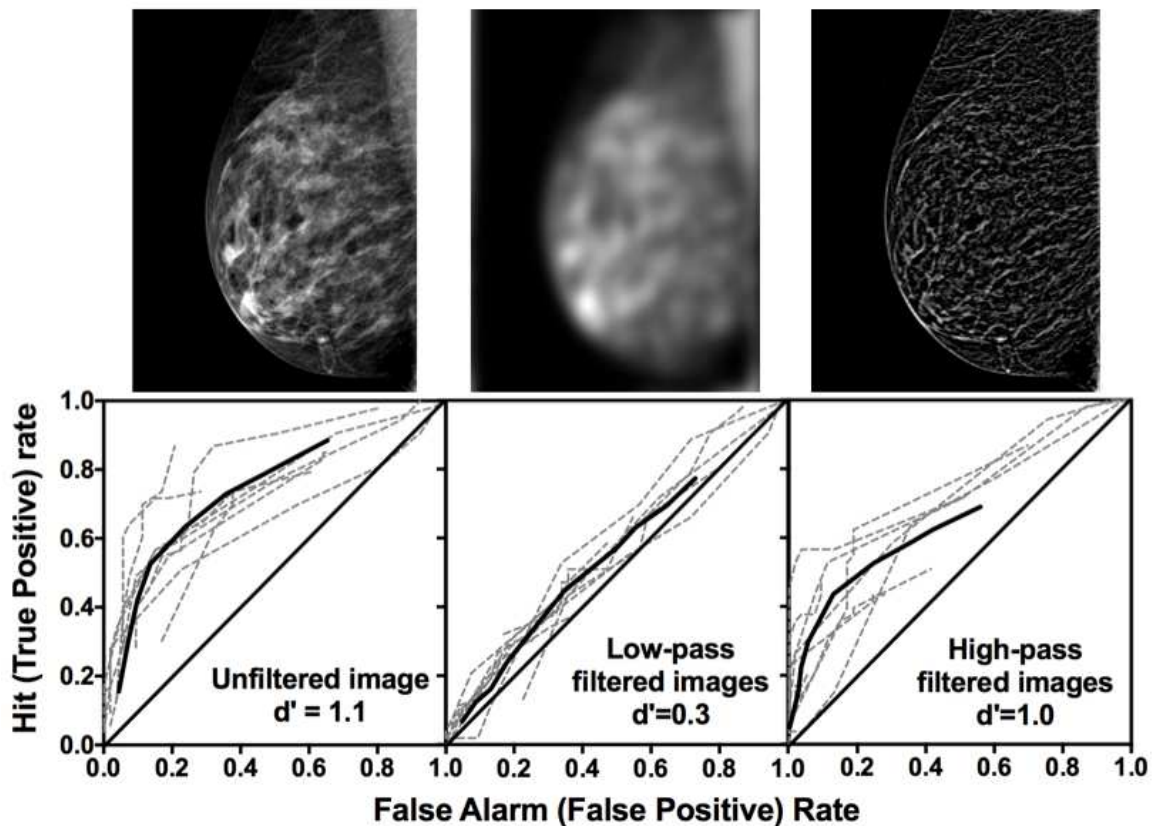 Hit (True Positive) rate
1.0
0.8
0.6
0.4
0.2
0.0
Unfiltered image
d' = 1.1
Low-pass
filtered images
d'=0.3
High-pass
filtered images
d'=1.0
0.0 0.2 0.4 0.6 0.8 1.0 0.2 0.4 0.6 0.8 1.0 0.2 0.4 0.6 0.8 1.0
False Alarm (False Positive) Rate